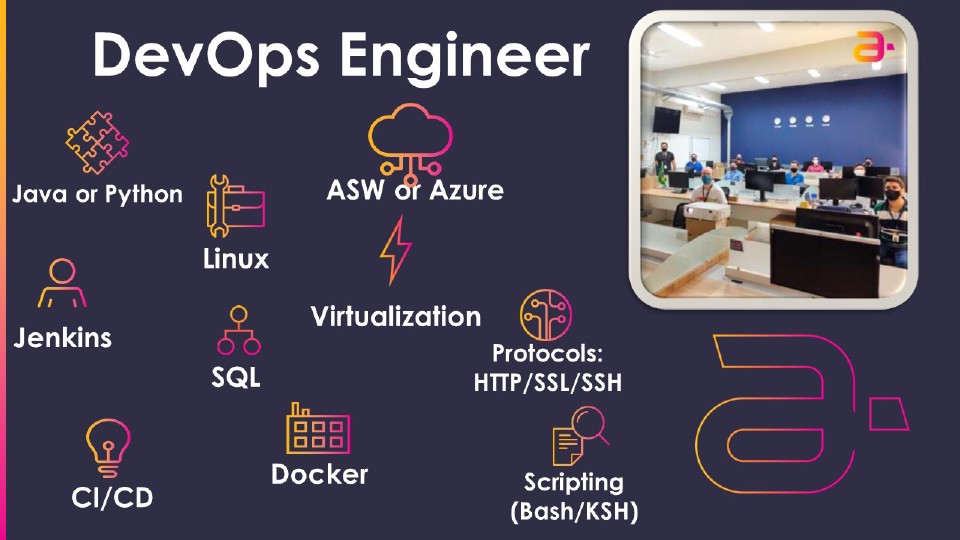 DevOps Engineer
Java or Python
ASW or Azure
Linux
Virtualization
Jenkins
Protocols:
HTTP/SSL/SSH
SQL
Docker
Scripting
(Bash/KSH)
CI/CD